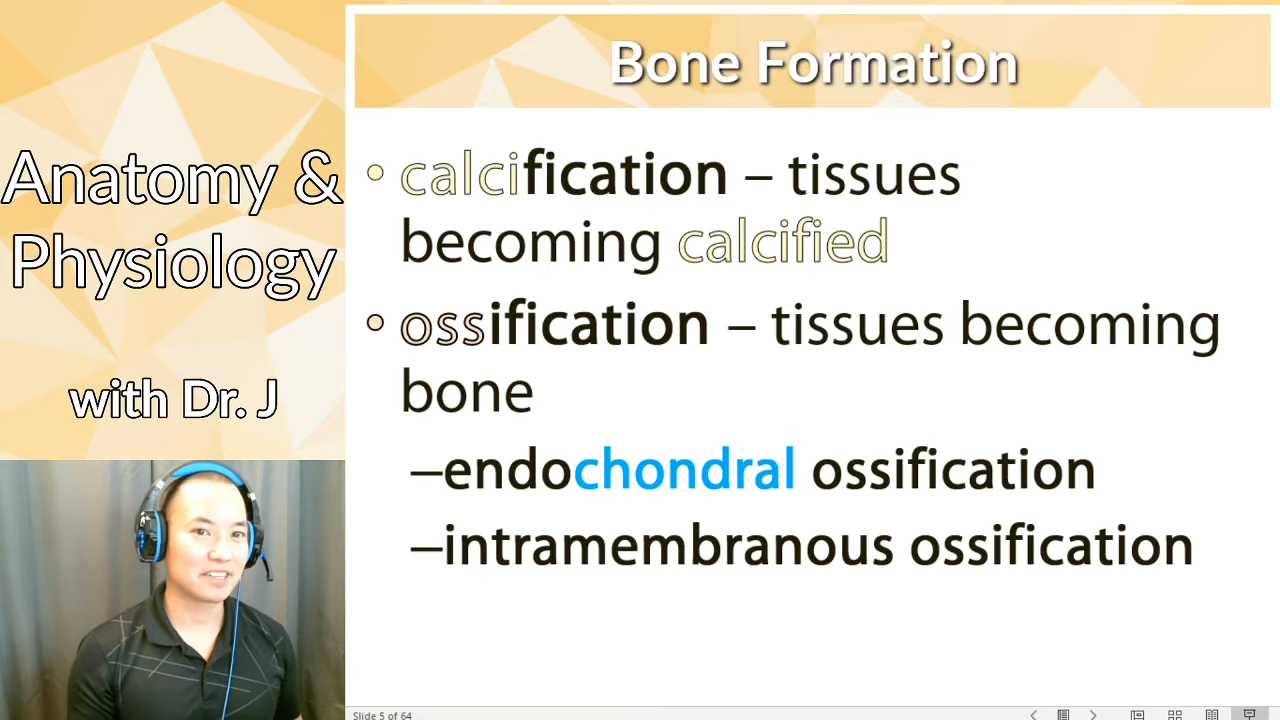 Anatomy &
Physiology
with Dr. J
Bone Formation
• calcification – tissues
becoming calcified
• ossification – tissues becoming
bone
–endochondral ossification
–intramembranous ossification
Slide 5 of 64